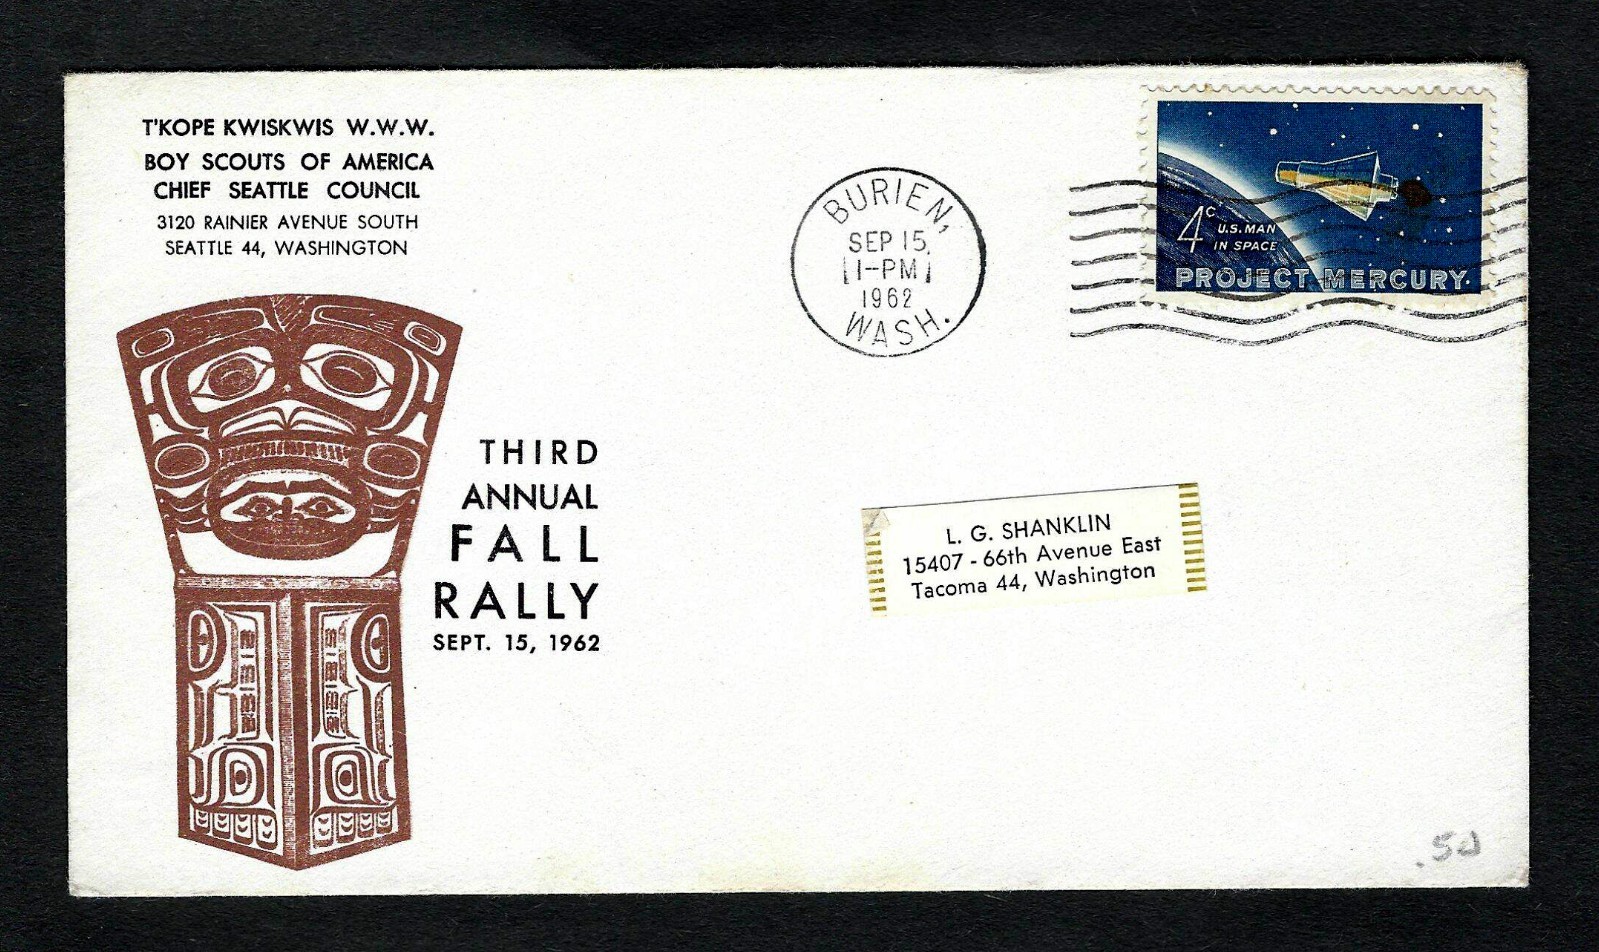 T'KOPE KWISKWIS W.W.W.
BOY SCOUTS OF AMERICA
CHIEF SEATTLE COUNCIL
3120 RAINIER AVENUE SOUTH
SEATTLE 44, WASHINGTON
BURIEN,
SEP 15
1-PM
1962
WASH.
4c
U.S. MAN
IN SPACE
PROJECT MERCURY
THIRD
ANNUAL
FALL
RALLY
SEPT. 15, 1962
L. G. SHANKLIN
15407 - 66th Avenue East
Tacoma 44, Washington
.50